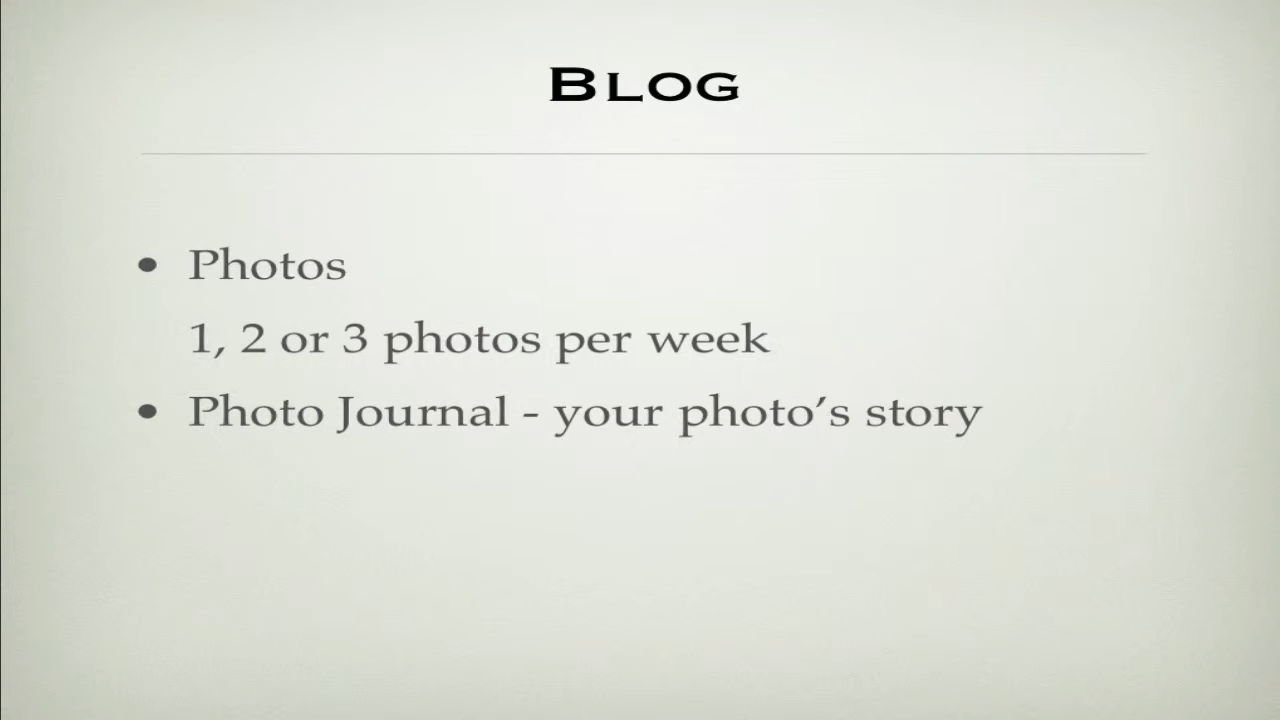 Blog
• Photos
1, 2 or 3 photos per week
• Photo Journal - your photo’s story